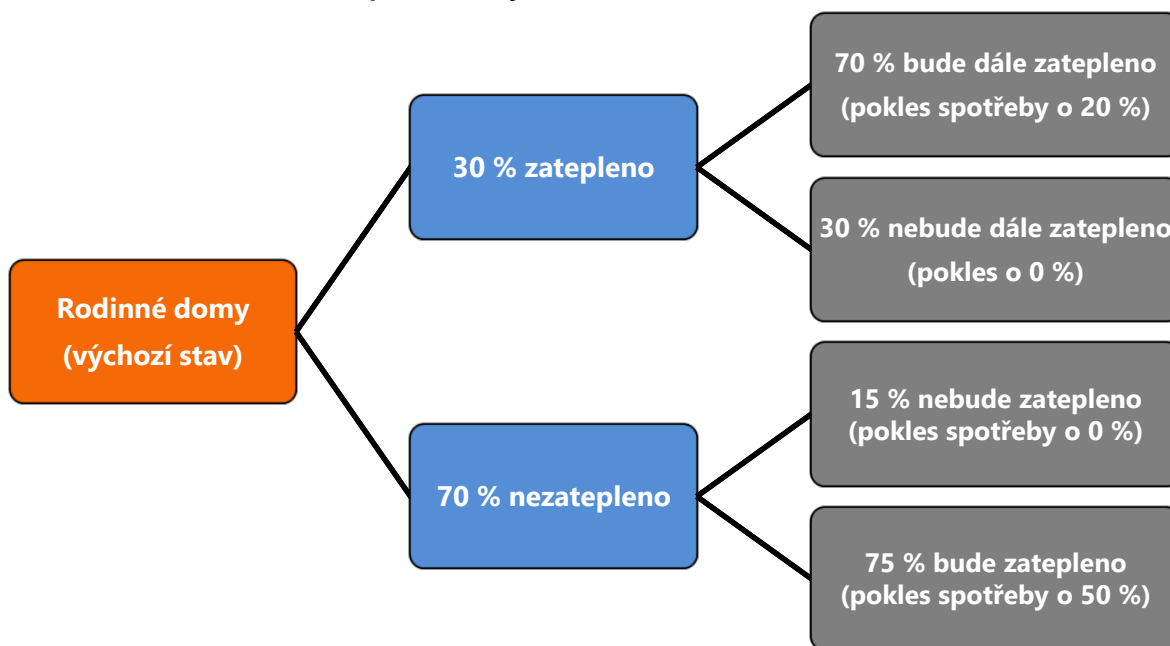 70 % bude dále zatepleno
(pokles spotřeby o 20 %)
30 % zatepleno
30 % nebude dále zatepleno
(pokles o 0 %)
Rodinné domy
(výchozí stav)
15 % nebude zatepleno
(pokles spotřeby o 0 %)
70 % nezatepleno
75 % bude zatepleno
(pokles spotřeby o 50 %)